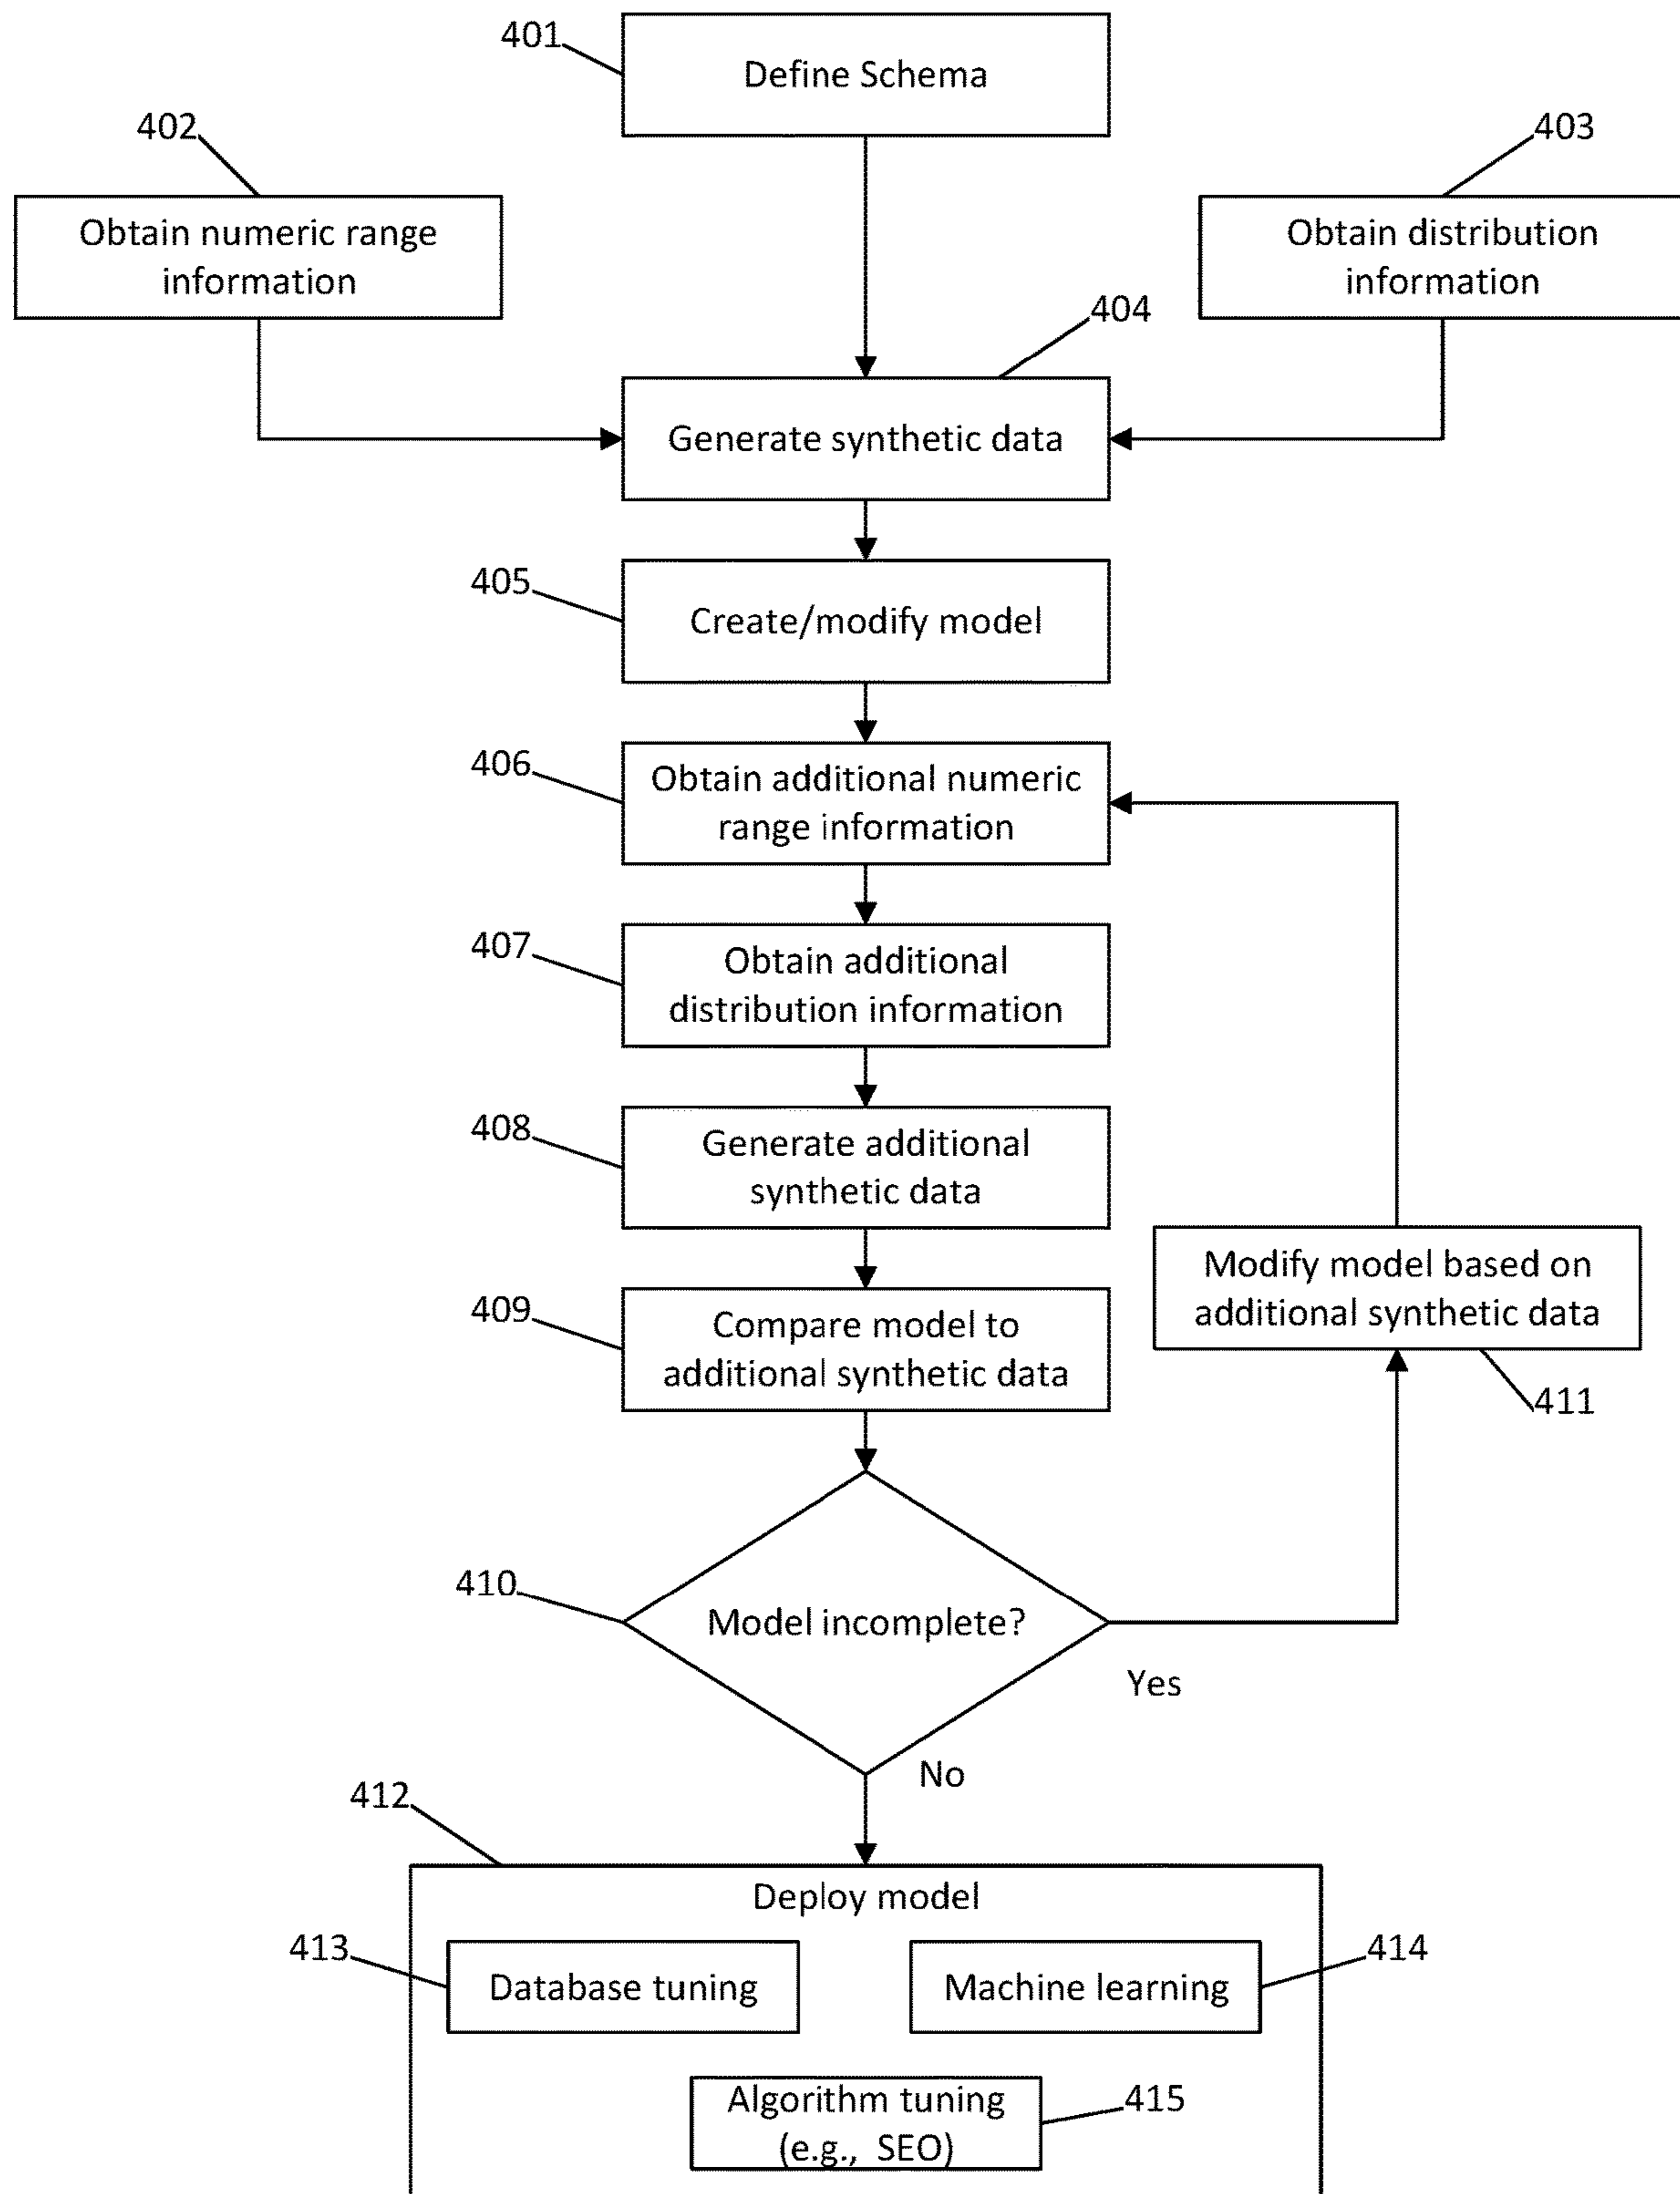 401
Define Schema
402
403
Obtain numeric range
information
Obtain distribution
information
404
Generate synthetic data
405
Create/modify model
406
Obtain additional numeric
range information
407
Obtain additional
distribution information
408
Generate additional
synthetic data
Modify model based on
additional synthetic data
409
Compare model to
additional synthetic data
411
410
Model incomplete?
Yes
No
412
Deploy model
413
414
Database tuning
Machine learning
Algorithm tuning
(e.g., SEO)
415